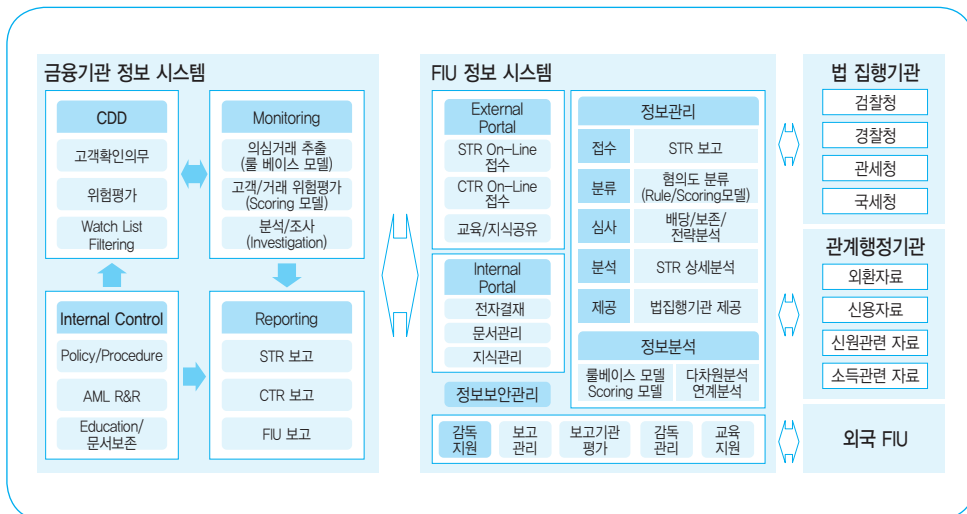 금융기관 정보 시스템
CDD
고객확인의무
위험평가
Watch List
Filtering
Monitoring
의심거래 추출
(룰 베이스 모델)
고객/거래 위험평가
(Scoring 모델)
분석/조사
(Investigation)
Internal Control
Policy/Procedure
AML R&R
Education/
문서보존
Reporting
STR 보고
CTR 보고
FIU 보고
FIU 정보 시스템
External
Portal
STR On-Line
접수
CTR On-Line
접수
교육/지식공유
Internal
Portal
전자결재
문서관리
지식관리
정보보안관리
정보관리
접수
STR 보고
분류
혐의도 분류
(Rule/Scoring모델)
심사
배당/보존/
전략분석
분석
STR 상세분석
제공
법집행기관 제공
정보분석
룰베이스 모델
Scoring 모델
다차원분석
연계분석
감독
지원
보고
관리
보고기관
평가
감독
관리
교육
지원
법 집행기관
검찰청
경찰청
관세청
국세청
관계행정기관
외환자료
신용자료
신원관련 자료
소득관련 자료
외국 FIU